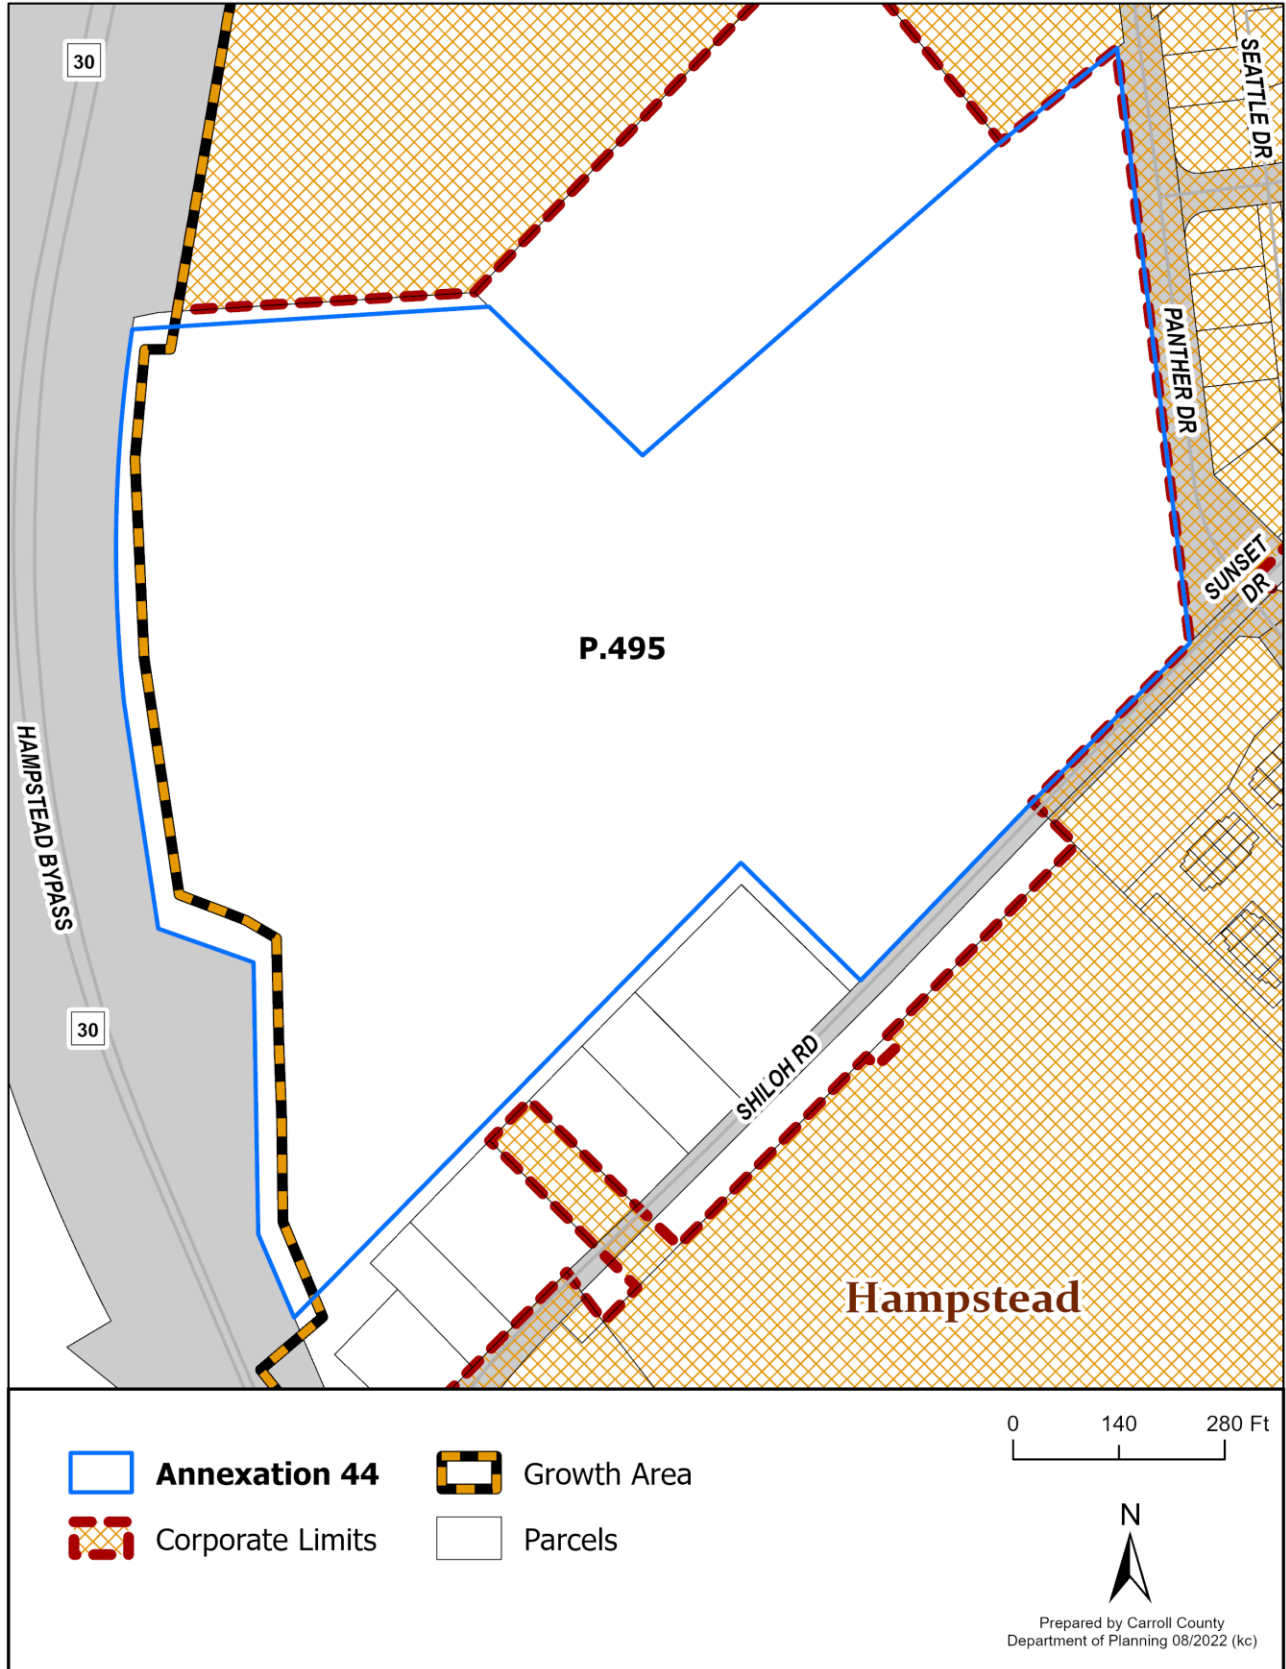 30
SEATTLE DR
PANTHER DR
SUNSET
DR
P.495
HAMPSTEAD BYPASS
30
SHILOH RD
Hampstead
0 140 280 Ft
Annexation 44
Growth Area
Corporate Limits
Parcels
N
Prepared by Carroll County
Department of Planning 08/2022 (kc)